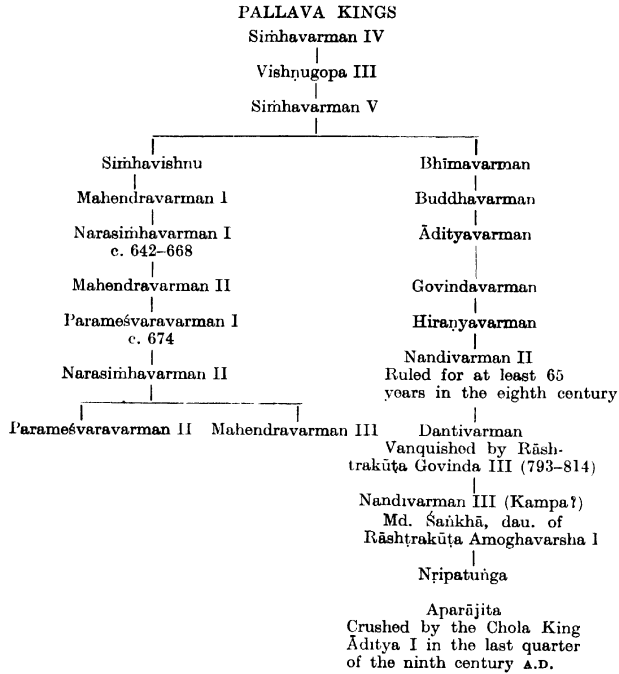 PALLAVA KINGS
Siṁhavarman IV
Vishṇugopa III
Siṁhavarman V
Siṁhavishnu
Mahendravarman I
Narasiṁhavarman I
c. 642–668
Mahendravarman II
Parameśvaravarman I
c. 674
Narasiṁhavarman II
Parameśvaravarman II
Mahendravarman III
Bhīmavarman
Buddhavarman
Ādityavarman
Govindavarman
Hiraṇyavarman
Nandivarman II
Ruled for at least 65
years in the eighth century
Dantivarman
Vanquished by Rāsh-
trakūṭa Govinda III (793–814)
Nandivarman III (Kampa?)
Md. Śaṅkhā, dau. of
Rāshṭrakūṭa Amoghavarsha I
Nṛipatuṅga
Aparājita
Crushed by the Chola King
Āditya I in the last quarter
of the ninth century A.D.